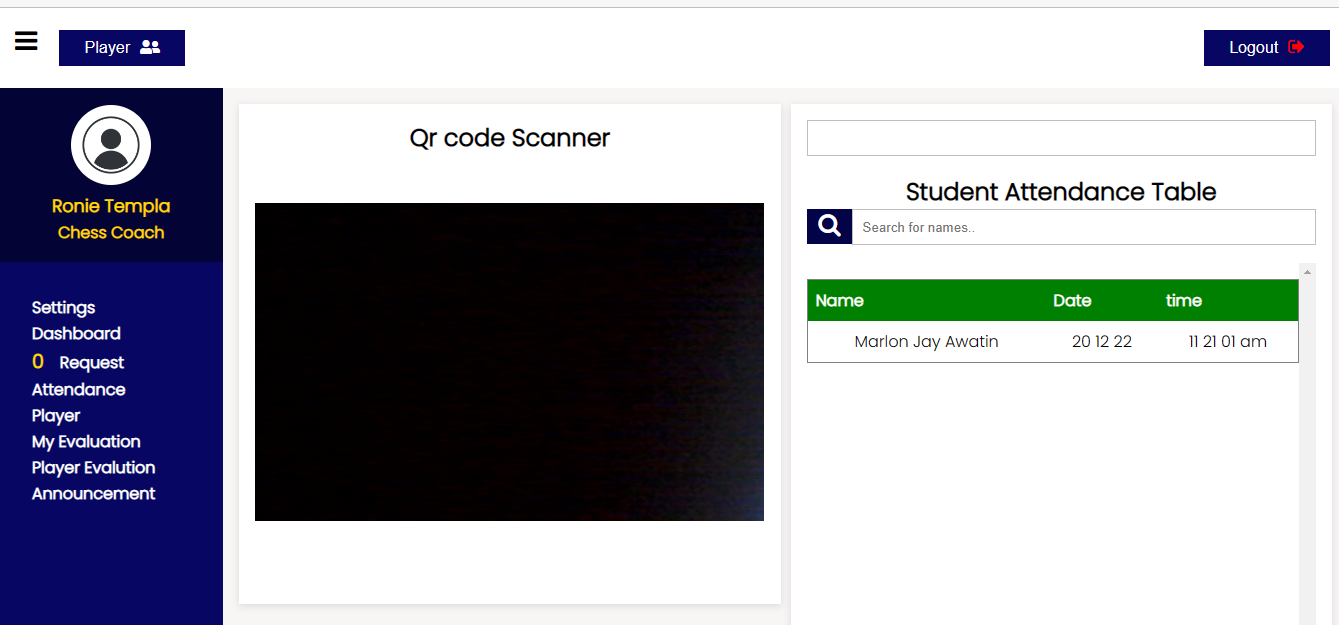 Player
Logout
Ronie Templa
Chess Coach
Settings
Dashboard
0 Request
Attendance
Player
My Evaluation
Player Evalution
Announcement
Qr code Scanner
Student Attendance Table
Search for names..
Name Date time
Marlon Jay Awatin 20 12 22 11 21 01 am